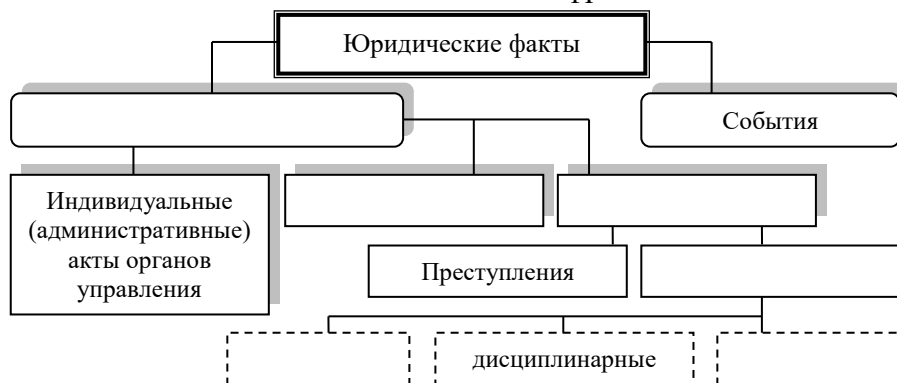 Юридические факты
События
Индивидуальные
(административные)
акты органов
управления
Преступления
дисциплинарные